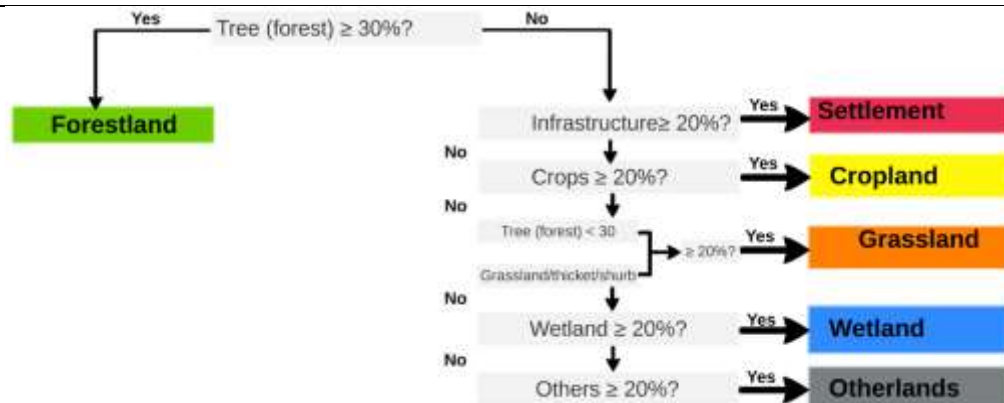 Yes
Tree (forest) ≥ 30%?
No
Forestland
Infrastructure≥ 20%?
Yes
Settlement
No
Crops ≥ 20%?
Yes
Cropland
No
Tree (forest) < 30
Grassland/thicket/shurb
≥ 20%?
Yes
Grassland
No
Wetland ≥ 20%?
Yes
Wetland
No
Others ≥ 20%?
Yes
Otherlands